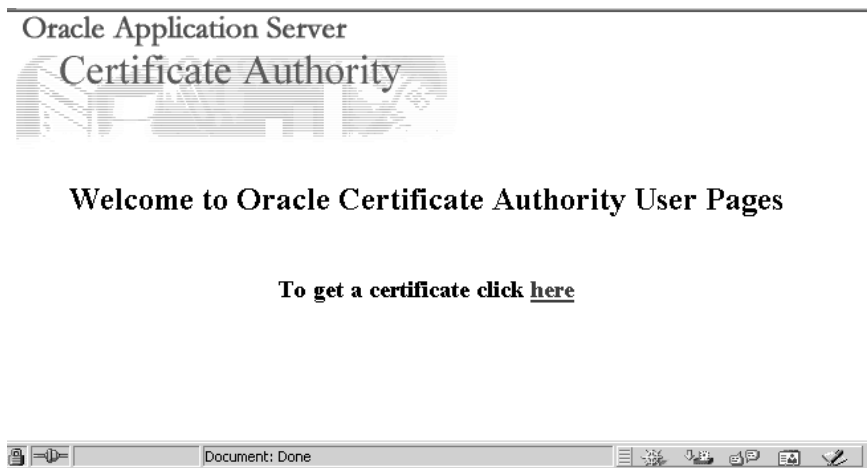 Oracle Application Server
Certificate Authority
Welcome to Oracle Certificate Authority User Pages
To get a certificate click here
Document: Done